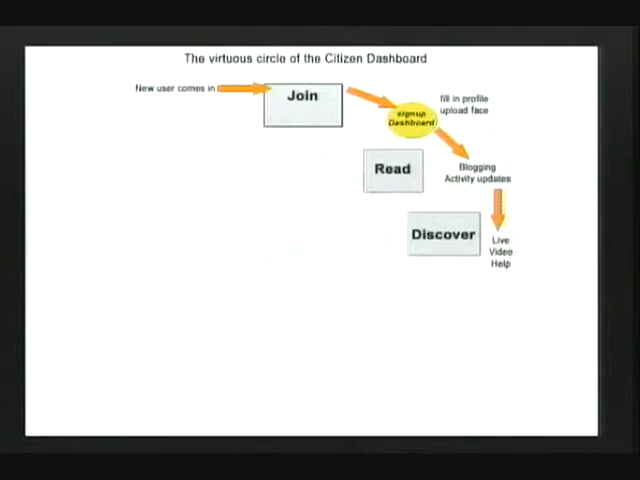 The virtuous circle of the Citizen Dashboard
New user comes in
Join
signup
Dashboard
fill in profile
upload face
Read
Blogging
Activity updates
Discover
Live
Video
Help